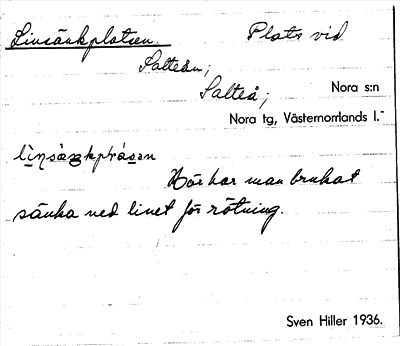 Linsänkplatsen. Plats vid
Salteån;
Salteå; Nora s:n
Nora tg, Västernorrlands l.
Här har man brukat
sänka ned linet för rötning.
Sven Hiller 1936.